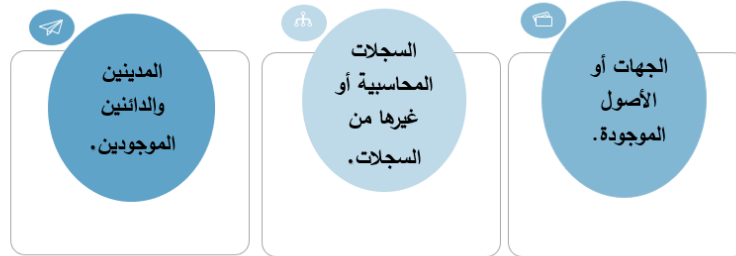 الجهات أو
الأصول
الموجودة.
السجلات
المحاسبية أو
غيرها من
السجلات.
المدينين
والدائنين
الموجودين.